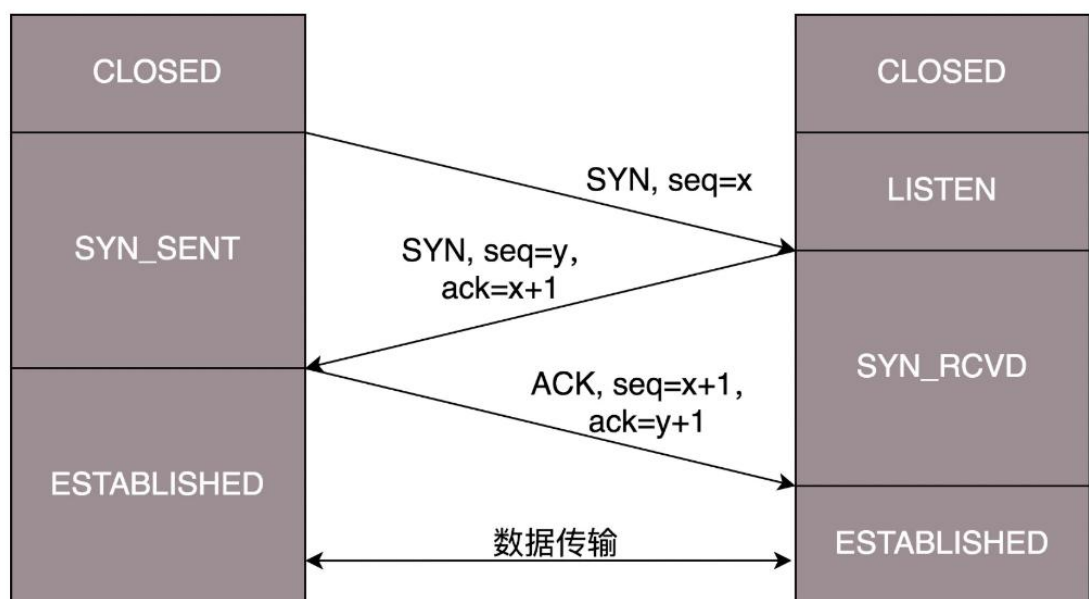 CLOSED
CLOSED
SYN, seq=x
LISTEN
SYN_SENT
SYN, seq=y,
ack=x+1
SYN_RCVD
ACK, seq=x+1,
ack=y+1
ESTABLISHED
数据传输
ESTABLISHED